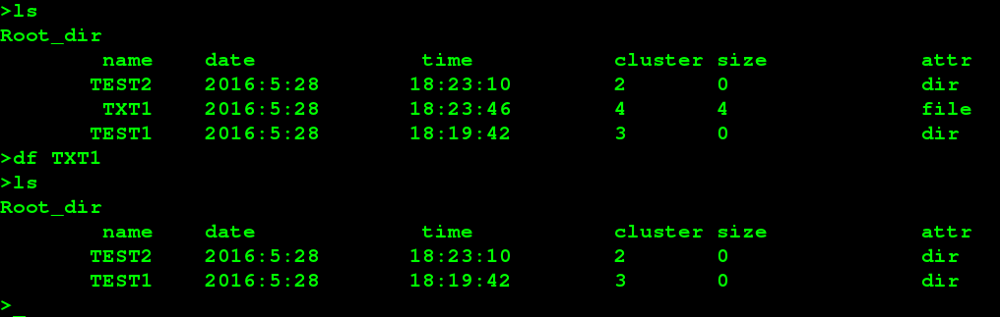 >ls
Root_dir
name date time cluster size attr
TEST2 2016:5:28 18:23:10 2 0 dir
TXT1 2016:5:28 18:23:46 4 4 file
TEST1 2016:5:28 18:19:42 3 0 dir
>df TXT1
>ls
Root_dir
name date time cluster size attr
TEST2 2016:5:28 18:23:10 2 0 dir
TEST1 2016:5:28 18:19:42 3 0 dir
>_